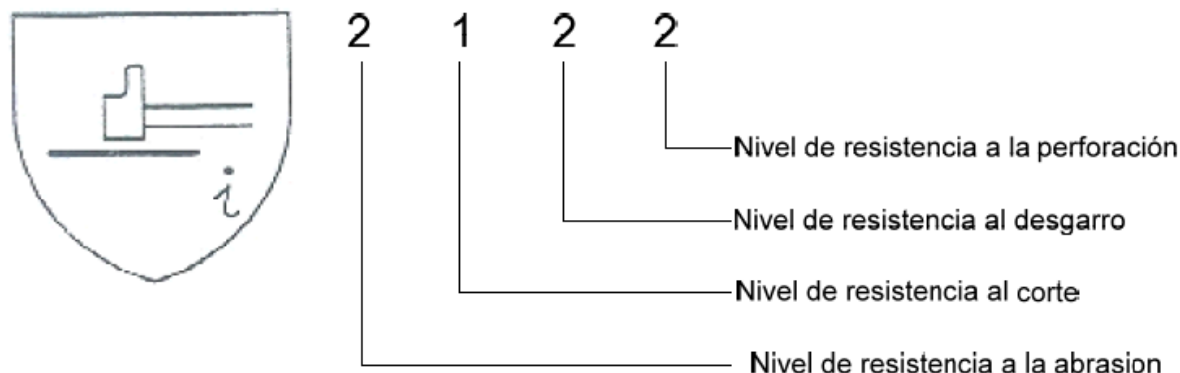 2 1 2 2
i
Nivel de resistencia a la perforación
Nivel de resistencia al desgarro
Nivel de resistencia al corte
Nivel de resistencia a la abrasion